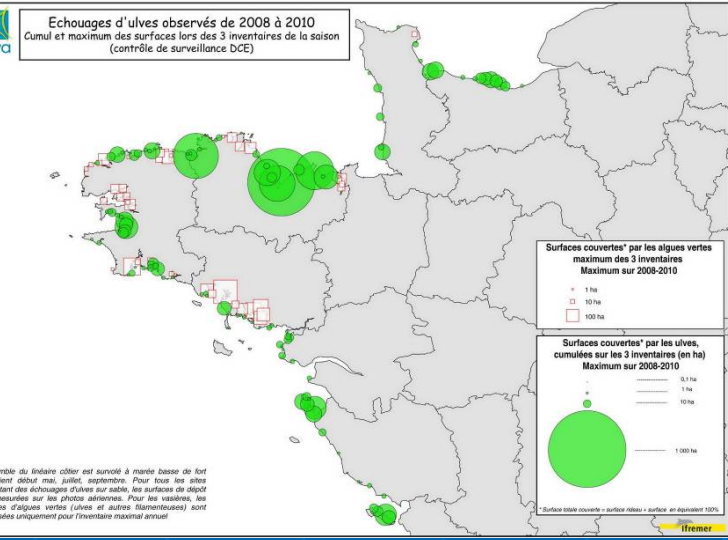 Echouages d'ulves observés de 2008 à 2010
Cumul et maximum des surfaces lors des 3 inventaires de la saison
(contrôle de surveillance DCE)
Surfaces couvertes* par les algues vertes
maximum des 3 inventaires
Maximum sur 2008-2010
1 ha
10 ha
100 ha
Surfaces couvertes* par les ulves,
cumulées sur les 3 inventaires (en ha)
Maximum sur 2008-2010
0,1 ha
1 ha
10 ha
1 000 ha
* Surface totale couverte = surface rideau + surface en équivalent 100%
ifremer
mble du linéaire côtier est survolé à marée basse de fort
ient début mai, juillet, septembre. Pour tous les sites
tant des échouages d'ulves sur sable, les surfaces de dépôt
mesurées sur les photos aériennes. Pour les vasières, les
s d'algues vertes (ulves et autres filamenteuses) sont
sées uniquement pour l'inventaire maximal annuel